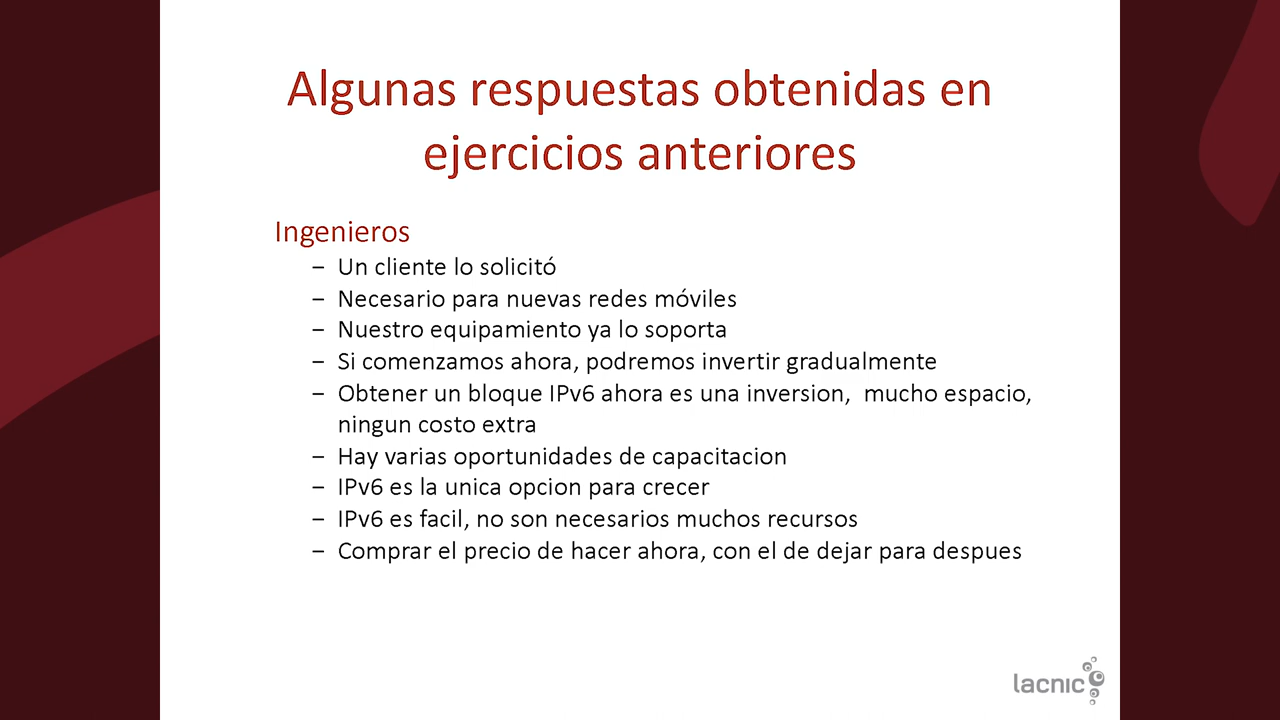 Algunas respuestas obtenidas en
ejercicios anteriores
Ingenieros
– Un cliente lo solicitó
– Necesario para nuevas redes móviles
– Nuestro equipamiento ya lo soporta
– Si comenzamos ahora, podremos invertir gradualmente
– Obtener un bloque IPv6 ahora es una inversion, mucho espacio,
ningun costo extra
– Hay varias oportunidades de capacitacion
– IPv6 es la unica opcion para crecer
– IPv6 es facil, no son necesarios muchos recursos
– Comprar el precio de hacer ahora, con el de dejar para despues
lacnic